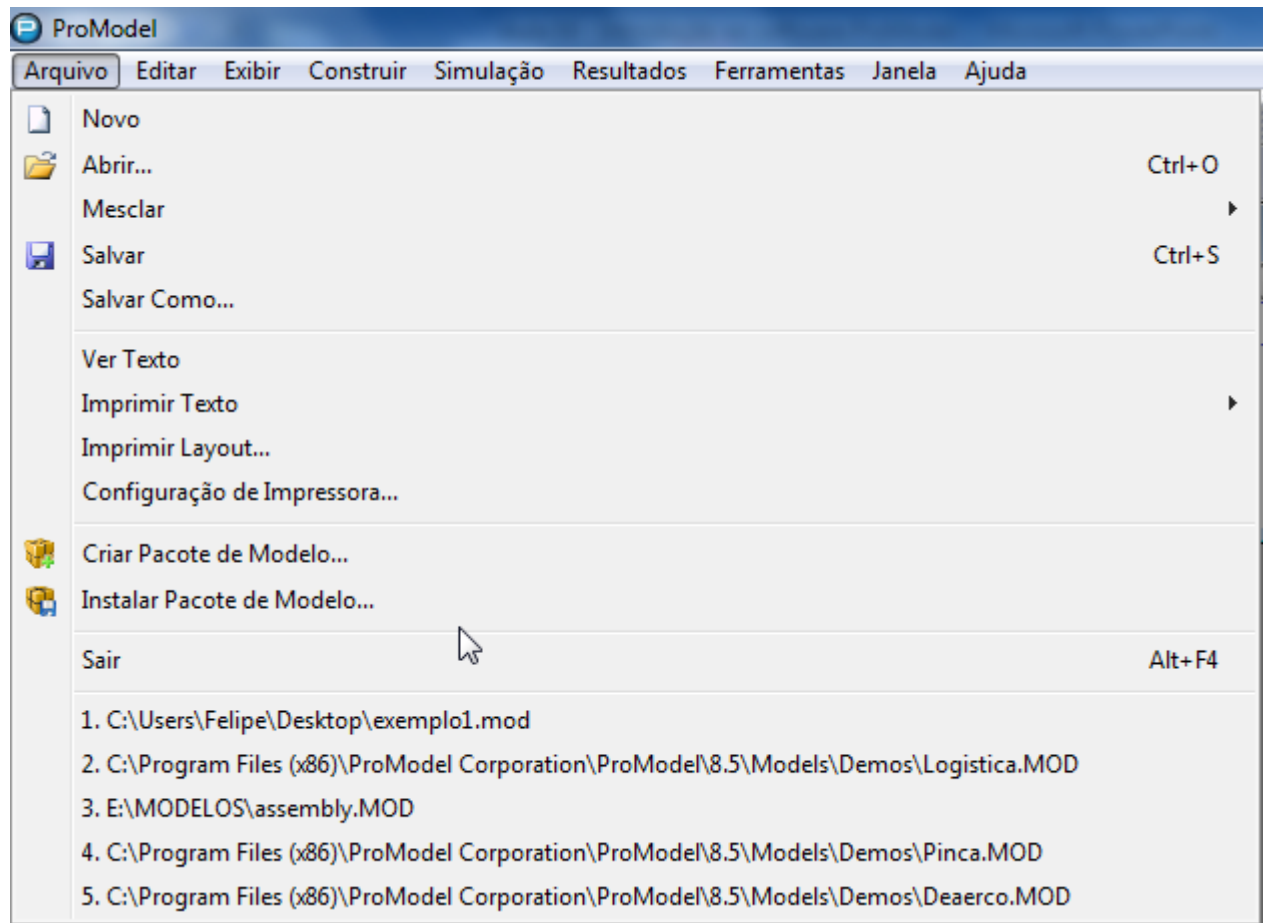 ProModel
Arquivo Editar Exibir Construir Simulação Resultados Ferramentas Janela Ajuda
Novo
Abrir... Ctrl+O
Mesclar
Salvar Ctrl+S
Salvar Como...
Ver Texto
Imprimir Texto
Imprimir Layout...
Configuração de Impressora...
Criar Pacote de Modelo...
Instalar Pacote de Modelo...
Sair Alt+F4
1. C:\Users\Felipe\Desktop\exemplo1.mod
2. C:\Program Files (x86)\ProModel Corporation\ProModel\8.5\Models\Demos\Logistica.MOD
3. E:\MODELOS\assembly.MOD
4. C:\Program Files (x86)\ProModel Corporation\ProModel\8.5\Models\Demos\Pinca.MOD
5. C:\Program Files (x86)\ProModel Corporation\ProModel\8.5\Models\Demos\Deaerco.MOD